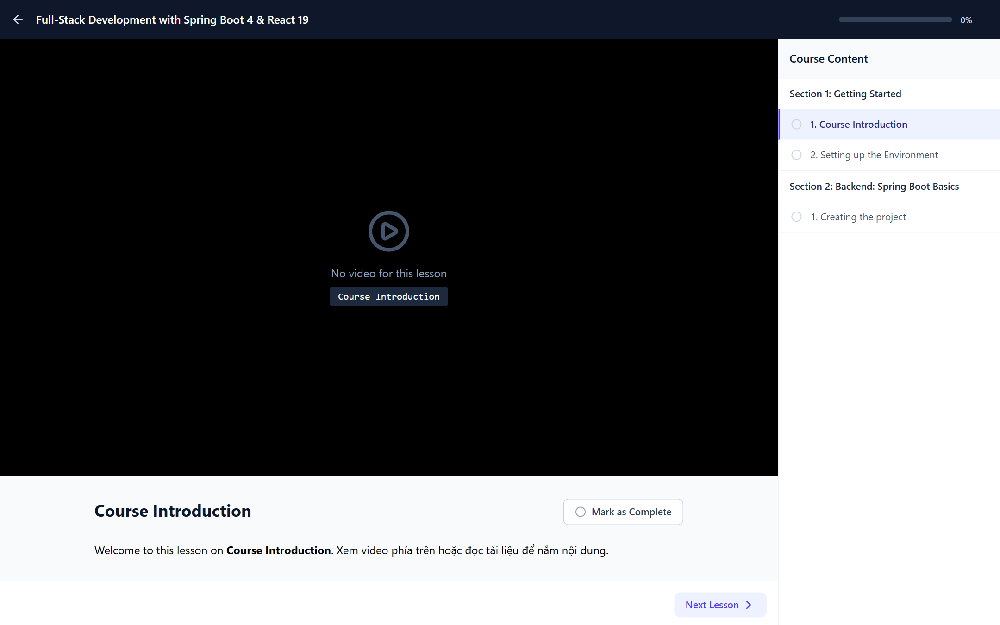 Full-Stack Development with Spring Boot 4 & React 19
0%
No video for this lesson
Course Introduction
Course Introduction
Mark as Complete
Welcome to this lesson on Course Introduction. Xem video phía trên hoặc đọc tài liệu để nắm nội dung.
Next Lesson
Course Content
Section 1: Getting Started
1. Course Introduction
2. Setting up the Environment
Section 2: Backend: Spring Boot Basics
1. Creating the project